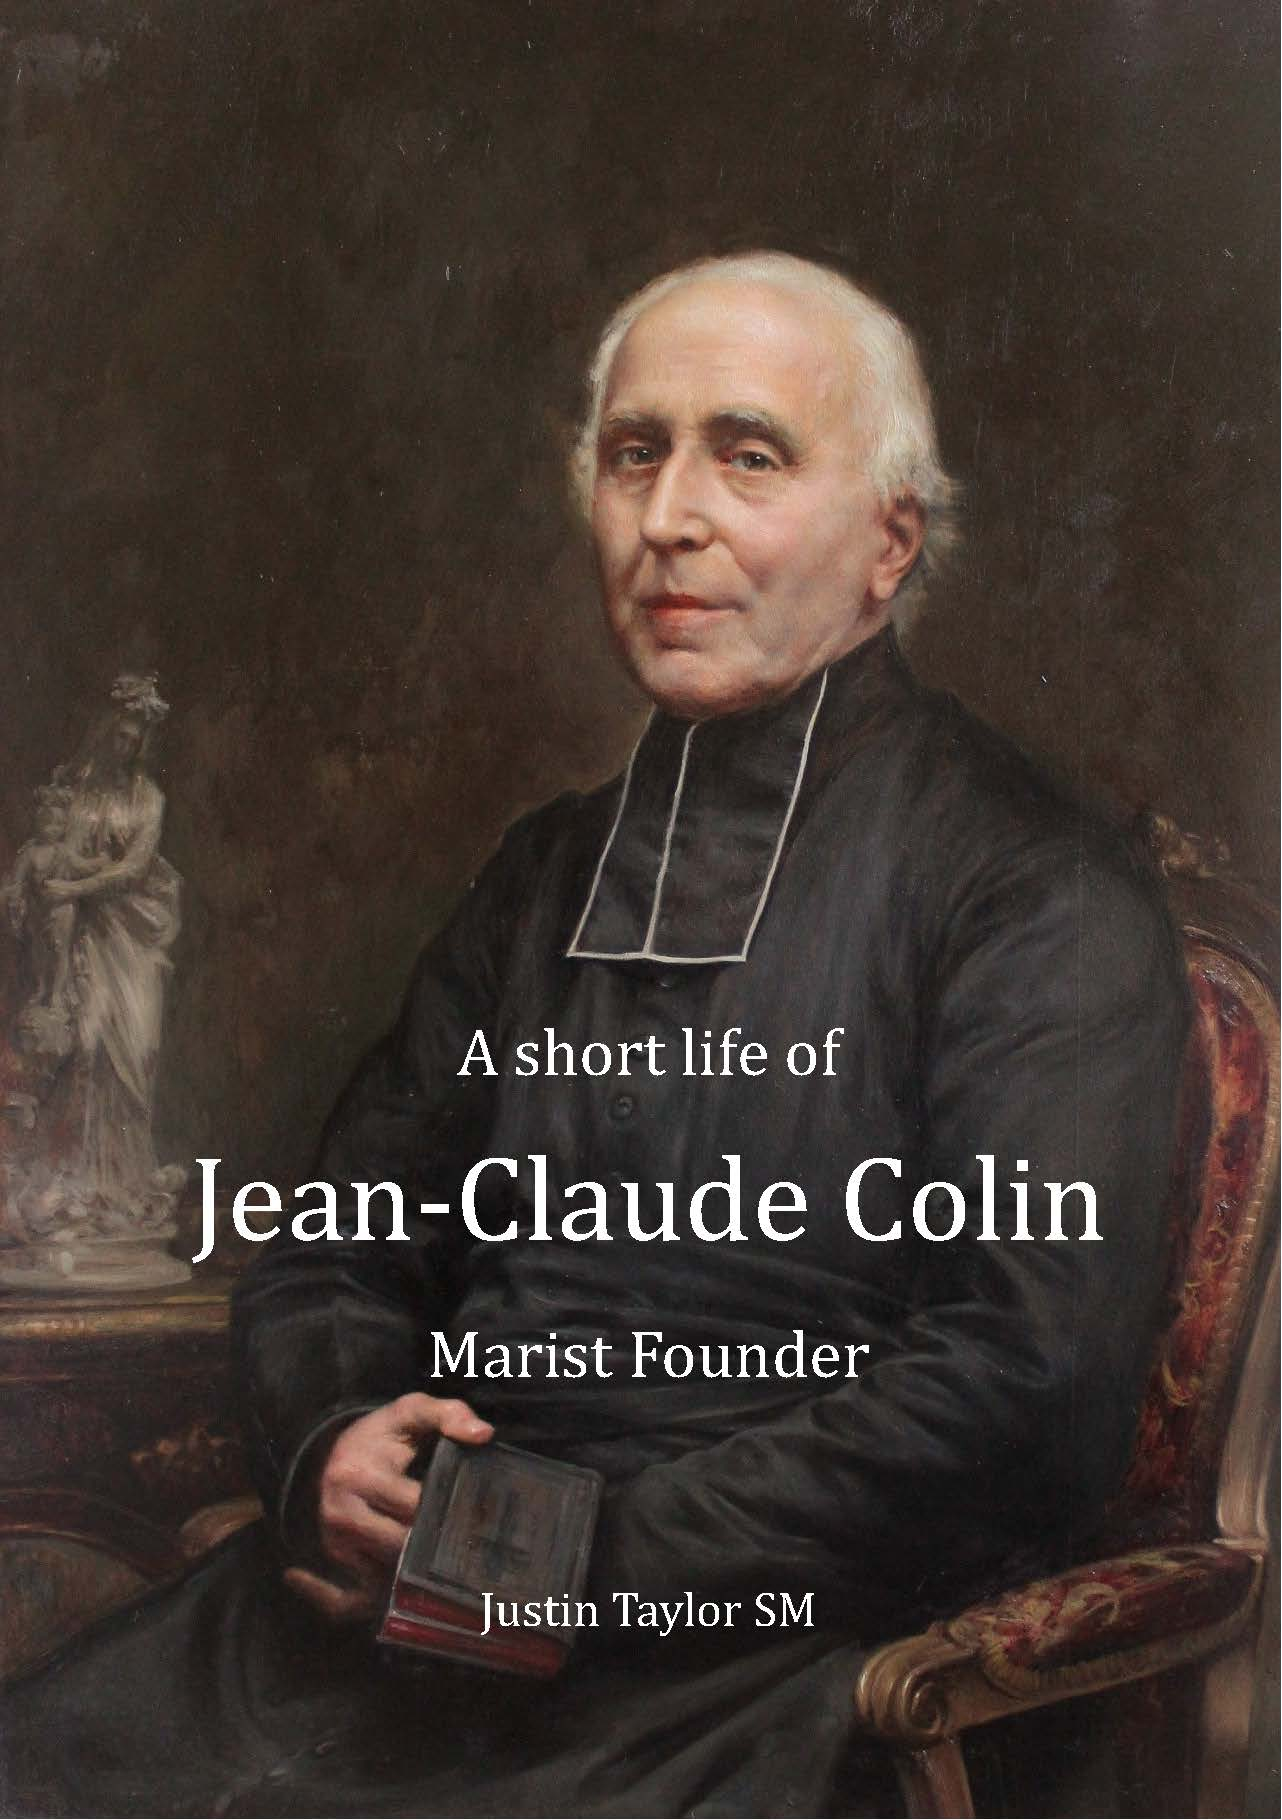 A short life of
Jean-Claude Colin
Marist Founder
Justin Taylor SM